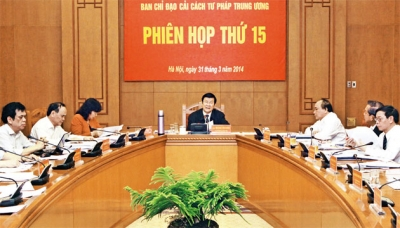 BAN CHỈ ĐẠO CẢI CÁCH TƯ PHÁP TRUNG ƯƠNG
PHIÊN HỌP THỨ 15
Hà Nội, ngày 31 tháng 3 năm 2014